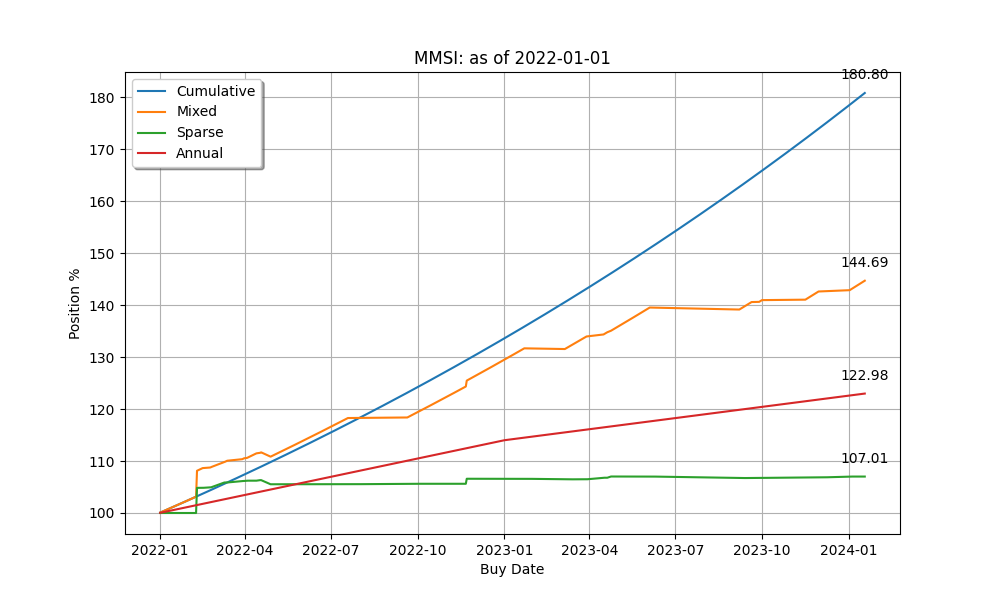 MMSI: as of 2022-01-01
180.80
Cumulative
Mixed
Sparse
Annual
144.69
122.98
107.01
180
170
160
150
140
130
120
110
100
Position %
2022-01 2022-04 2022-07 2022-10 2023-01 2023-04 2023-07 2023-10 2024-01
Buy Date